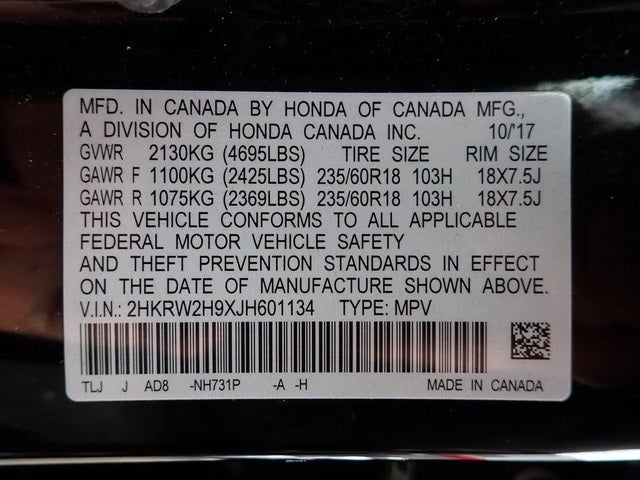 MFD. IN CANADA BY HONDA OF CANADA MFG.,
A DIVISION OF HONDA CANADA INC. 10/'17
GVWR 2130KG (4695LBS) TIRE SIZE RIM SIZE
GAWR F 1100KG (2425LBS) 235/60R18 103H 18X7.5J
GAWR R 1075KG (2369LBS) 235/60R18 103H 18X7.5J
THIS VEHICLE CONFORMS TO ALL APPLICABLE
FEDERAL MOTOR VEHICLE SAFETY
AND THEFT PREVENTION STANDARDS IN EFFECT
ON THE DATE OF MANUFACTURE SHOWN ABOVE.
V.I.N.: 2HKRW2H9XJH601134 TYPE: MPV
TLJ J AD8 -NH731P -A -H MADE IN CANADA